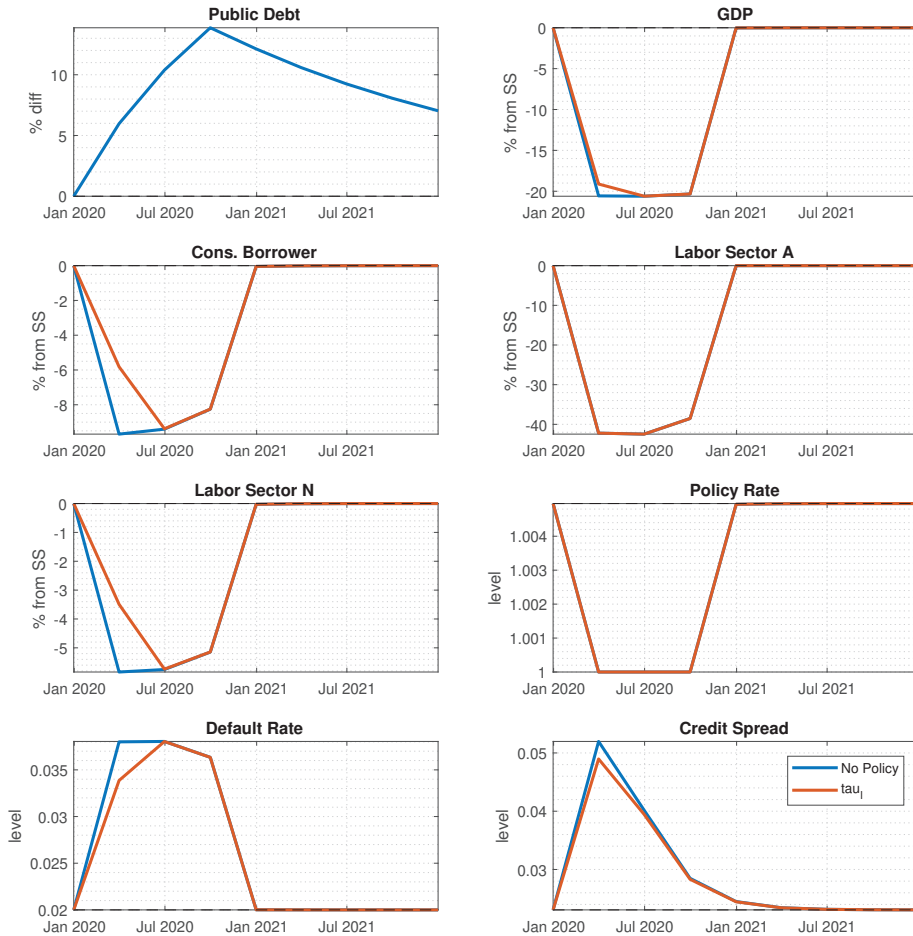 Public Debt
% diff
10
5
0
Jan 2020
Jul 2020
Jan 2021
Jul 2021
GDP
% from SS
0
-5
-10
-15
-20
Jan 2020
Jul 2020
Jan 2021
Jul 2021
Cons. Borrower
% from SS
0
-2
-4
-6
-8
Jan 2020
Jul 2020
Jan 2021
Jul 2021
Labor Sector A
% from SS
0
-10
-20
-30
-40
Jan 2020
Jul 2020
Jan 2021
Jul 2021
Labor Sector N
% from SS
0
-1
-2
-3
-4
-5
Jan 2020
Jul 2020
Jan 2021
Jul 2021
Policy Rate
level
1.004
1.003
1.002
1.001
1
Jan 2020
Jul 2020
Jan 2021
Jul 2021
Default Rate
level
0.035
0.03
0.025
0.02
Jan 2020
Jul 2020
Jan 2021
Jul 2021
Credit Spread
level
0.05
0.04
0.03
Jan 2020
Jul 2020
Jan 2021
Jul 2021
No Policy
tau_l